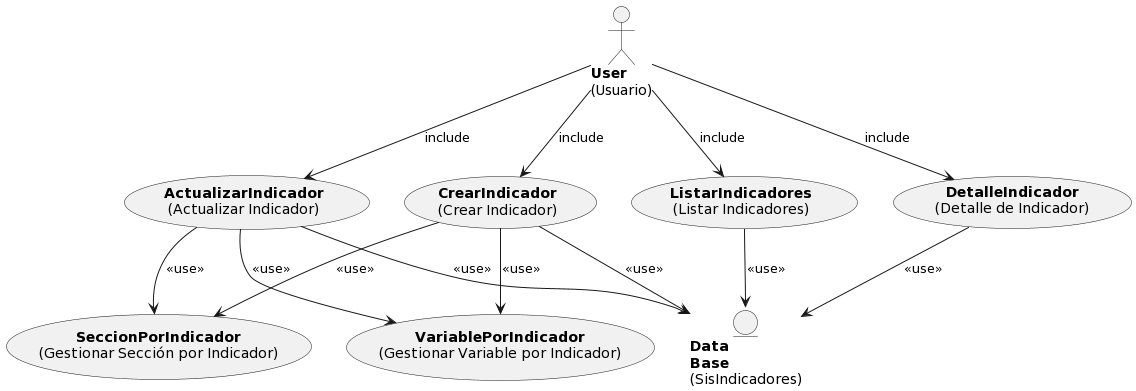 User
(Usuario)
include
include
include
include
ActualizarIndicador
(Actualizar Indicador)
CrearIndicador
(Crear Indicador)
ListarIndicadores
(Listar Indicadores)
DetalleIndicador
(Detalle de Indicador)
«use»
«use»
«use»
«use»
«use»
«use»
«use»
«use»
SeccionPorIndicador
(Gestionar Sección por Indicador)
VariablePorIndicador
(Gestionar Variable por Indicador)
Data
Base
(SisIndicadores)